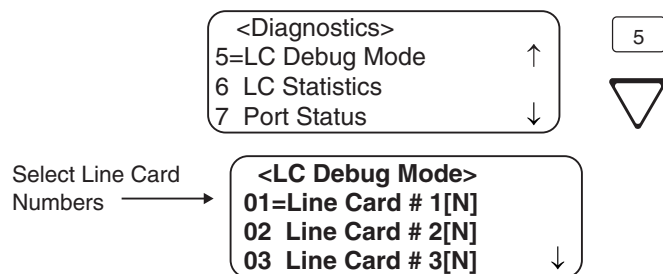 <Diagnostics>
5=LC Debug Mode ↑
6 LC Statistics
7 Port Status ↓
5
Select Line Card
Numbers
<LC Debug Mode>
01=Line Card # 1[N]
02 Line Card # 2[N]
03 Line Card # 3[N] ↓